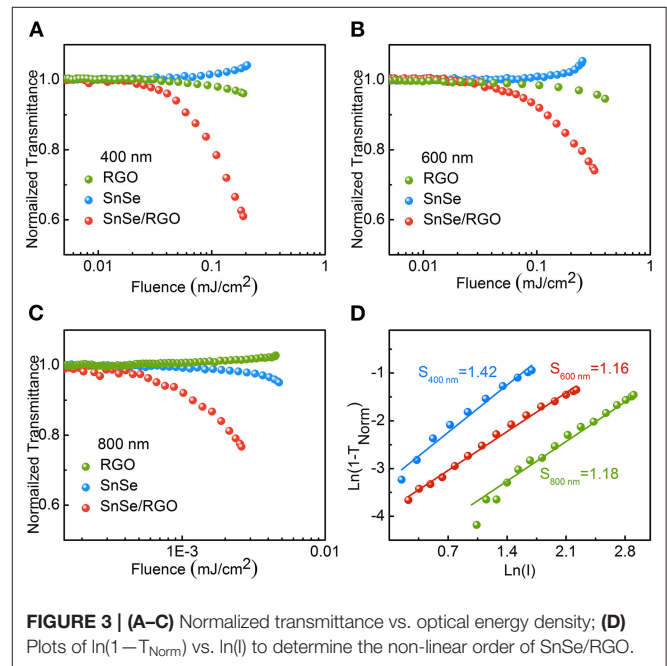 A
Normalized Transmittance
1.0
0.8
0.6
400 nm
RGO
SnSe
SnSe/RGO
0.01
0.1
1
Fluence (mJ/cm²)
B
Normalized Transmittance
1.0
0.8
0.6
600 nm
RGO
SnSe
SnSe/RGO
0.01
0.1
1
Fluence (mJ/cm²)
C
Normalized Transmittance
1.0
0.8
0.6
800 nm
RGO
SnSe
SnSe/RGO
1E-3
0.01
Fluence (mJ/cm²)
D
Ln(1-T_Norm)
-1
-2
-3
-4
S_400 nm=1.42
S_600 nm=1.16
S_800 nm=1.18
0.7
1.4
2.1
2.8
Ln(I)
FIGURE 3 | (A–C) Normalized transmittance vs. optical energy density; (D)
Plots of ln(1—T_Norm) vs. ln(I) to determine the non-linear order of SnSe/RGO.